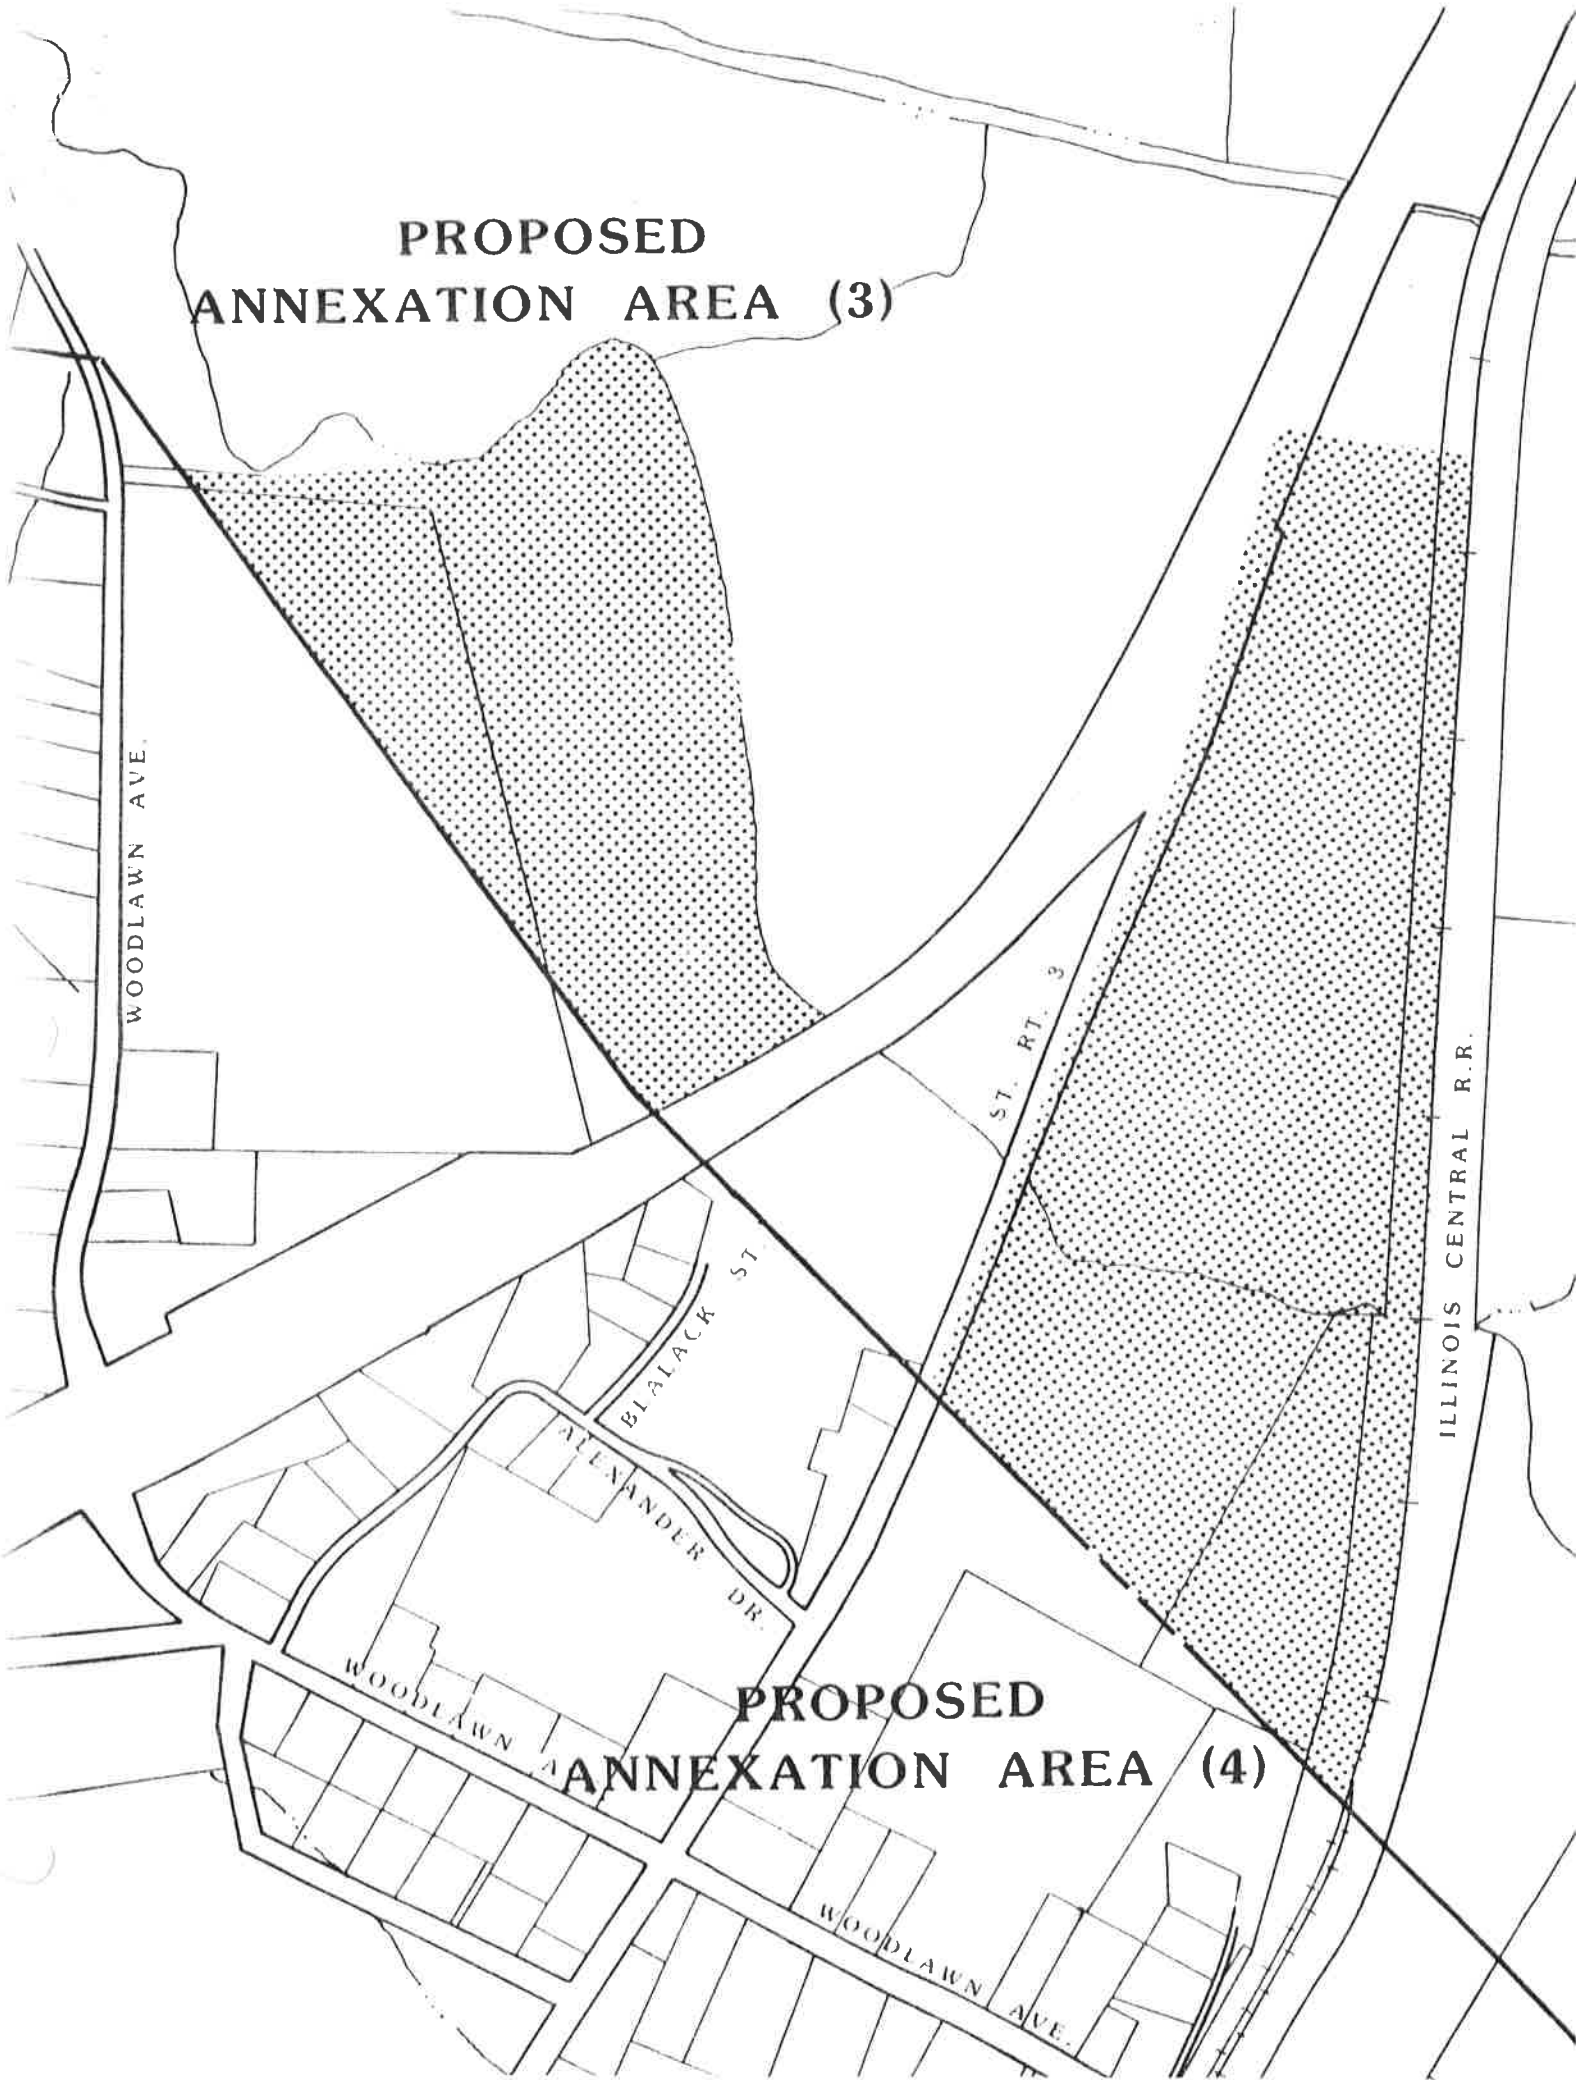 PROPOSED
ANNEXATION AREA (3)
WOODLAWN AVE.
ST. RT. 3
ILLINOIS CENTRAL R.R.
BLALACK ST.
ALEXANDER DR.
WOODLAWN
PROPOSED
ANNEXATION AREA (4)
WOODLAWN AVE.